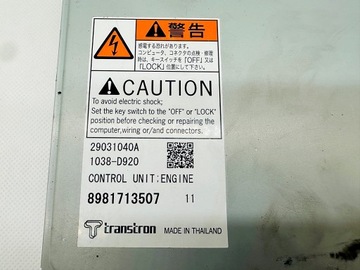 警告
感電する恐れがあります。
コンピュータ、コネクタの点検・修理
時は、キースイッチを「OFF」又は
「LOCK」位置にして下さい。
CAUTION
To avoid electric shock;
Set the key switch to the "OFF" or "LOCK"
position before checking or repairing the
computer,wiring or/and connectors.
29031040A
1038-D920
CONTROL UNIT:ENGINE
8981713507 11
transtron MADE IN THAILAND